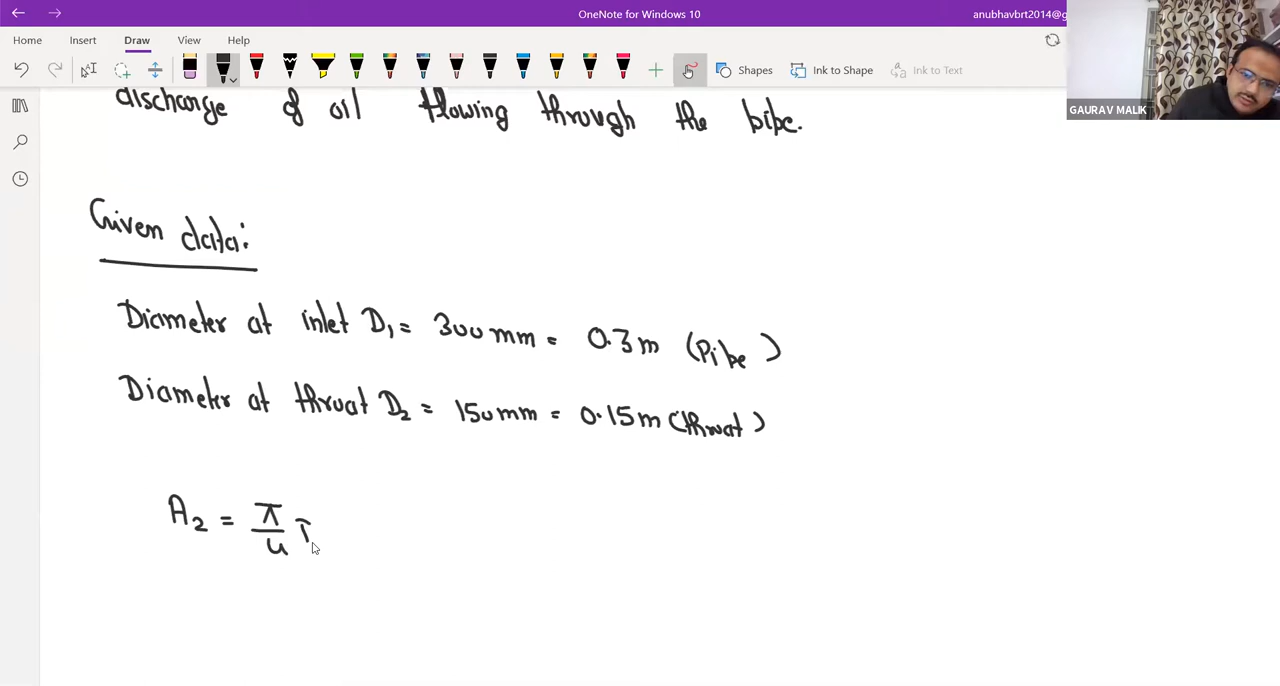 OneNote for Windows 10
anubhavbrt2014@g
Home Insert Draw View Help
Shapes Ink to Shape Ink to Text
GAURAV MALIK
discharge of oil flowing through the pipe.
Given data:
Diameter at inlet D₁ = 300 mm = 0.3 m (Pipe)
Diameter at throat D₂ = 150 mm = 0.15 m (throat)
A₂ = π/4